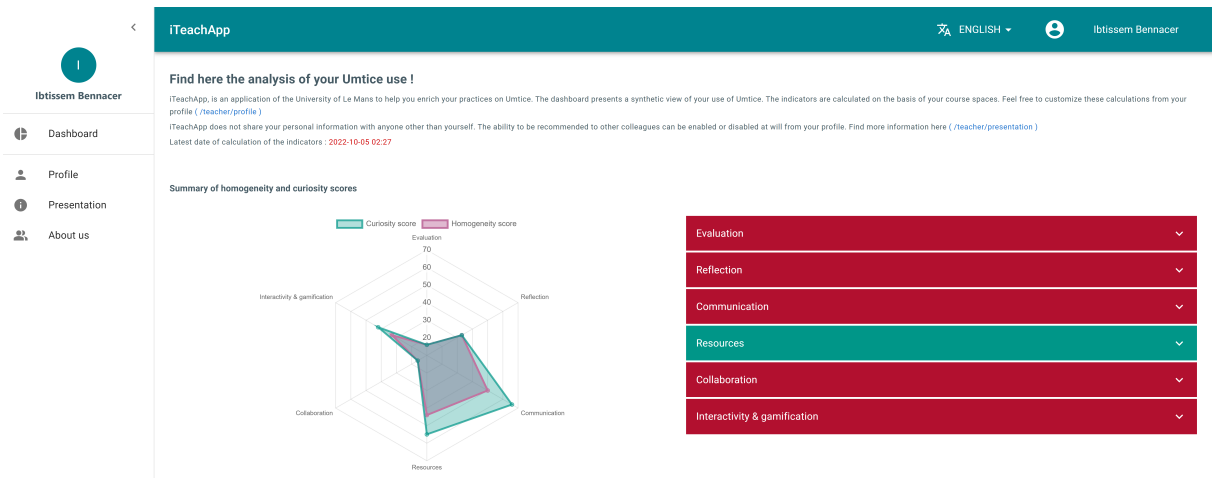 iTeachApp
ENGLISH
Ibtissem Bennacer
I
Ibtissem Bennacer
Dashboard
Profile
Presentation
About us
Find here the analysis of your Umtice use !
iTeachApp, is an application of the University of Le Mans to help you enrich your practices on Umtice. The dashboard presents a synthetic view of your use of Umtice. The indicators are calculated on the basis of your course spaces. Feel free to customize these calculations from your
profile ( /teacher/profile )
iTeachApp does not share your personal information with anyone other than yourself. The ability to be recommended to other colleagues can be enabled or disabled at will from your profile. Find more information here ( /teacher/presentation )
Latest date of calculation of the indicators : 2022-10-05 02:27
Summary of homogeneity and curiosity scores
Curiosity score Homogeneity score
Evaluation
70
60
50
40
30
20
Interactivity & gamification
Reflection
Collaboration
Communication
Resources
Evaluation
Reflection
Communication
Resources
Collaboration
Interactivity & gamification